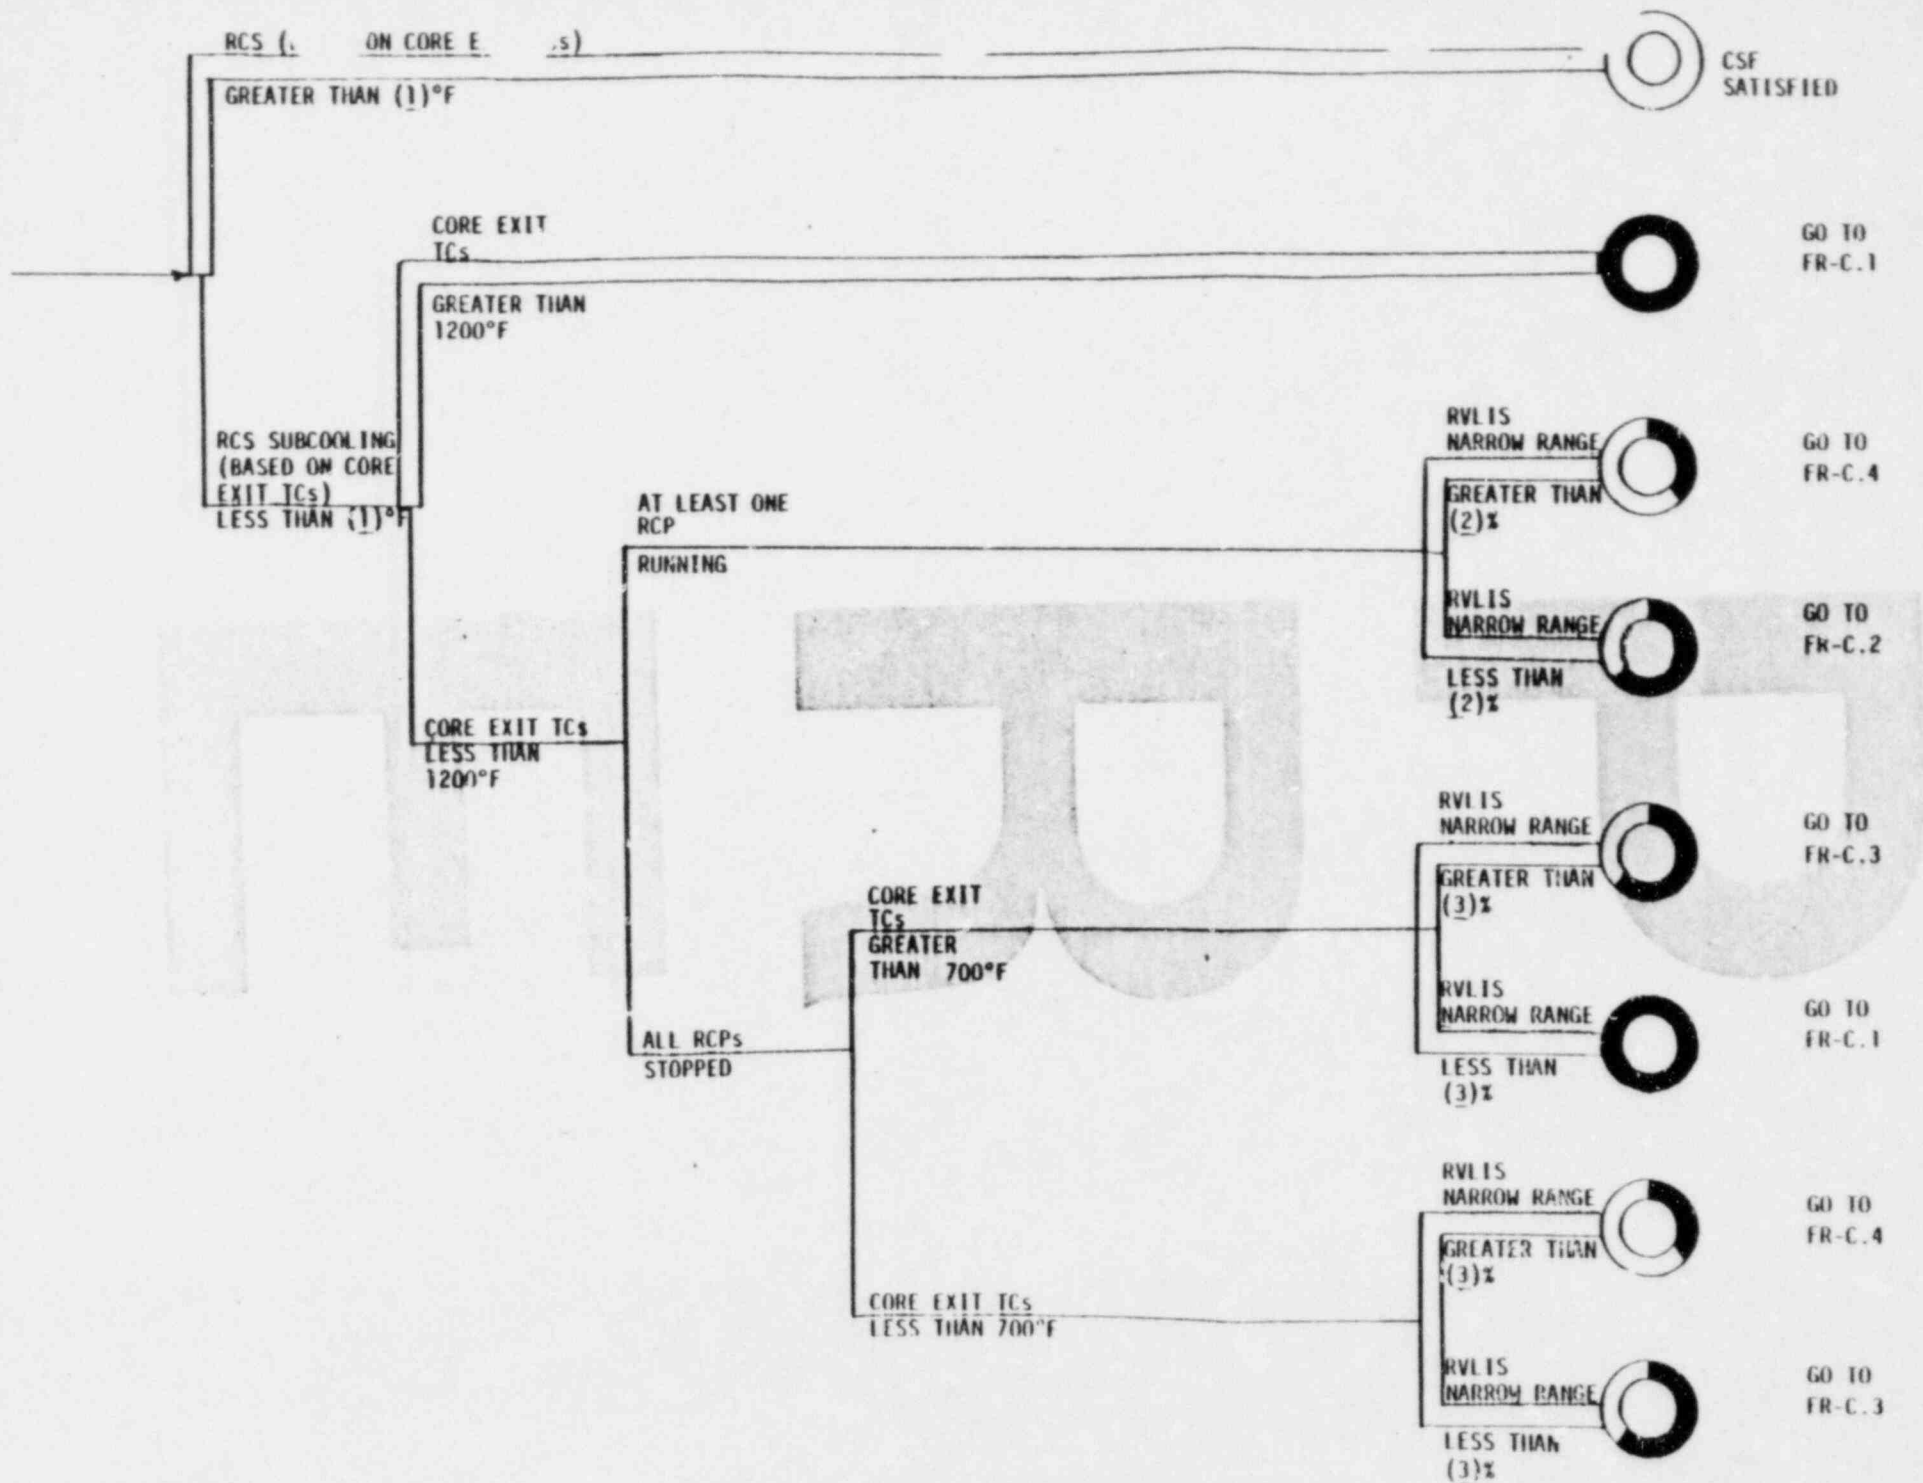 RCS ( ON CORE E s)
GREATER THAN (1)°F
CSF
SATISFIED
CORE EXIT
TCs
GREATER THAN
1200°F
GO TO
FR-C.1
RCS SUBCOOLING
(BASED ON CORE
EXIT TCs)
LESS THAN (1)°F
AT LEAST ONE
RCP
RUNNING
RVLIS
NARROW RANGE
GREATER THAN
(2)%
GO TO
FR-C.4
RVLIS
NARROW RANGE
LESS THAN
(2)%
GO TO
FR-C.2
CORE EXIT TCs
LESS THAN
1200°F
RVLIS
NARROW RANGE
GREATER THAN
(3)%
GO TO
FR-C.3
CORE EXIT
TCs
GREATER
THAN 700°F
RVLIS
NARROW RANGE
LESS THAN
(3)%
GO TO
FR-C.1
ALL RCPs
STOPPED
RVLIS
NARROW RANGE
GREATER THAN
(3)%
GO TO
FR-C.4
CORE EXIT TCs
LESS THAN 700°F
RVLIS
NARROW RANGE
LESS THAN
(3)%
GO TO
FR-C.3